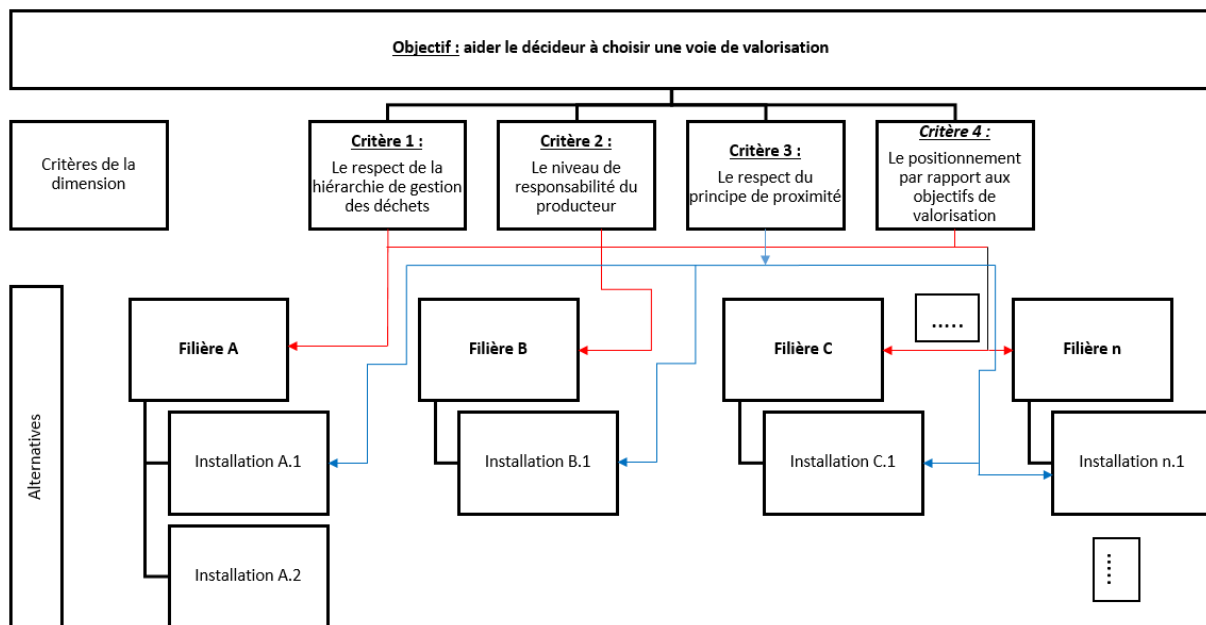 Objectif : aider le décideur à choisir une voie de valorisation
Critères de la
dimension
Critère 1 :
Le respect de la
hiérarchie de gestion
des déchets
Critère 2 :
Le niveau de
responsabilité du
producteur
Critère 3 :
Le respect du
principe de proximité
Critère 4 :
Le positionnement
par rapport aux
objectifs de
valorisation
Alternatives
Filière A
Filière B
Filière C
.....
Filière n
Installation A.1
Installation B.1
Installation C.1
Installation n.1
Installation A.2
.....